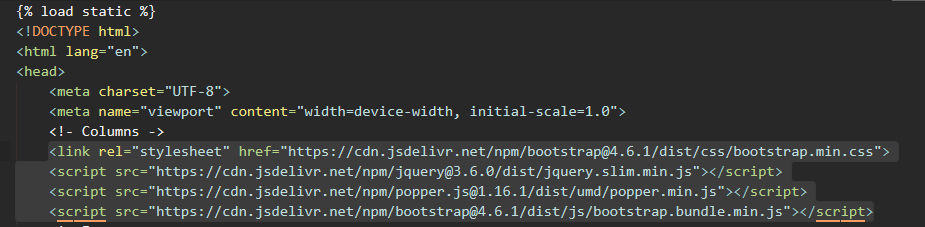 {% load static %}
<!DOCTYPE html>
<html lang="en">
<head>
    <meta charset="UTF-8">
    <meta name="viewport" content="width=device-width, initial-scale=1.0">
    <!- Columns ->
    <link rel="stylesheet" href="https://cdn.jsdelivr.net/npm/bootstrap@4.6.1/dist/css/bootstrap.min.css">
    <script src="https://cdn.jsdelivr.net/npm/jquery@3.6.0/dist/jquery.slim.min.js"></script>
    <script src="https://cdn.jsdelivr.net/npm/popper.js@1.16.1/dist/umd/popper.min.js"></script>
    <script src="https://cdn.jsdelivr.net/npm/bootstrap@4.6.1/dist/js/bootstrap.bundle.min.js"></script>